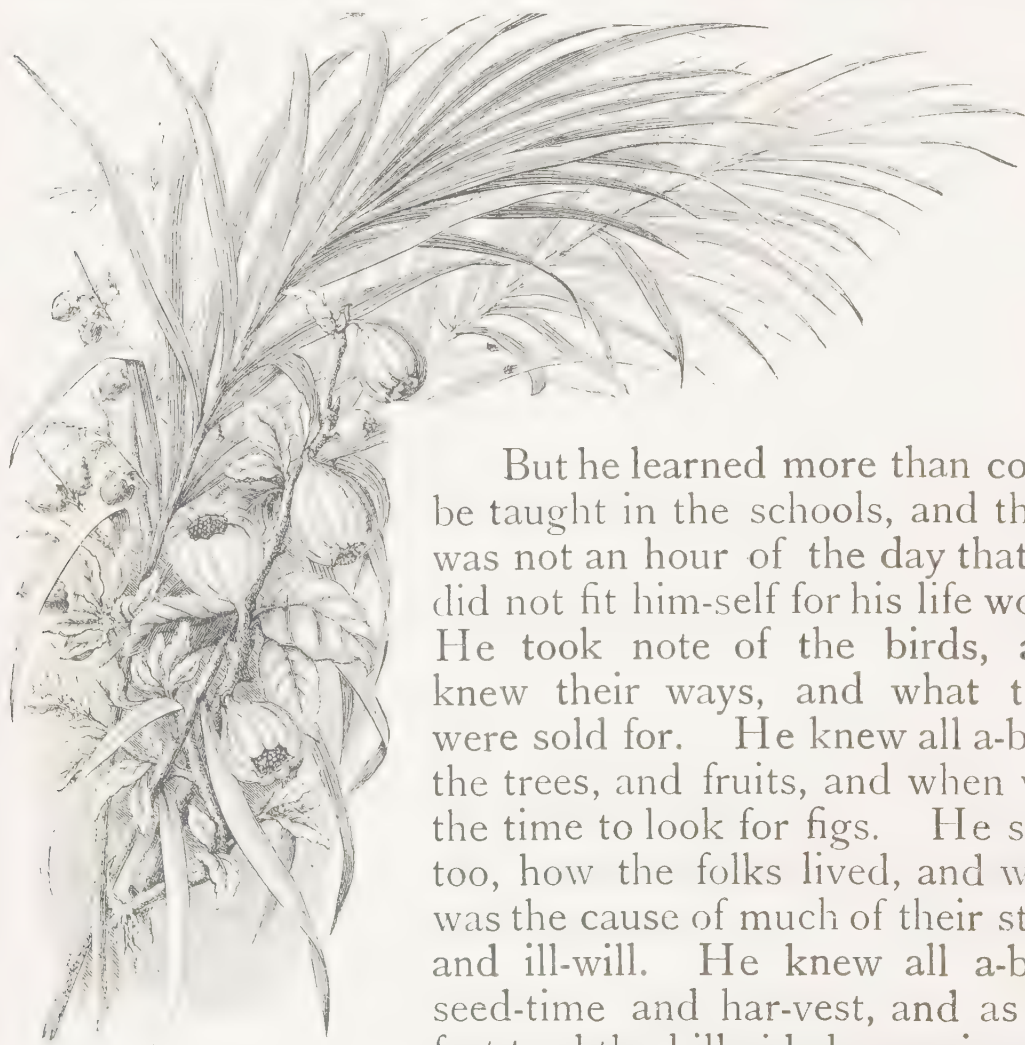 But he learned more than co
be taught in the schools, and th
was not an hour of the day that
did not fit him-self for his life wo
He took note of the birds, a
knew their ways, and what t
were sold for. He knew all a-b
the trees, and fruits, and when w
the time to look for figs. He s
too, how the folks lived, and w
was the cause of much of their st
and ill-will. He knew all a-b
seed-time and har-vest, and as